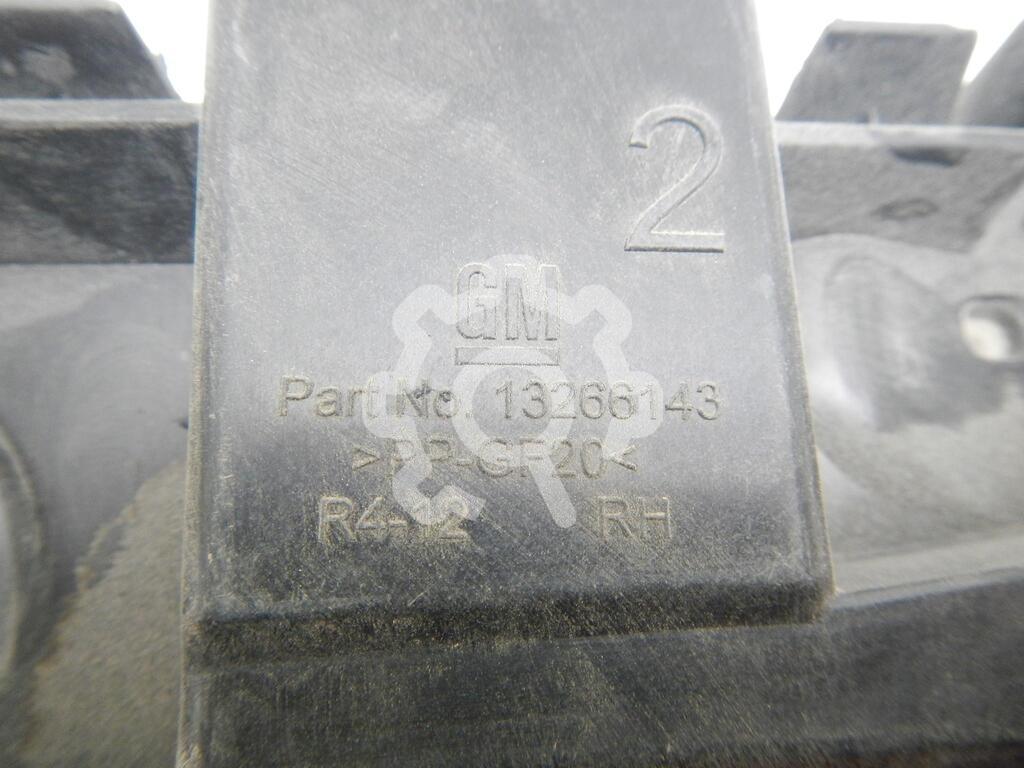 2
GM
Part No. 13266143
>PP-GF20<
R4-12 RH